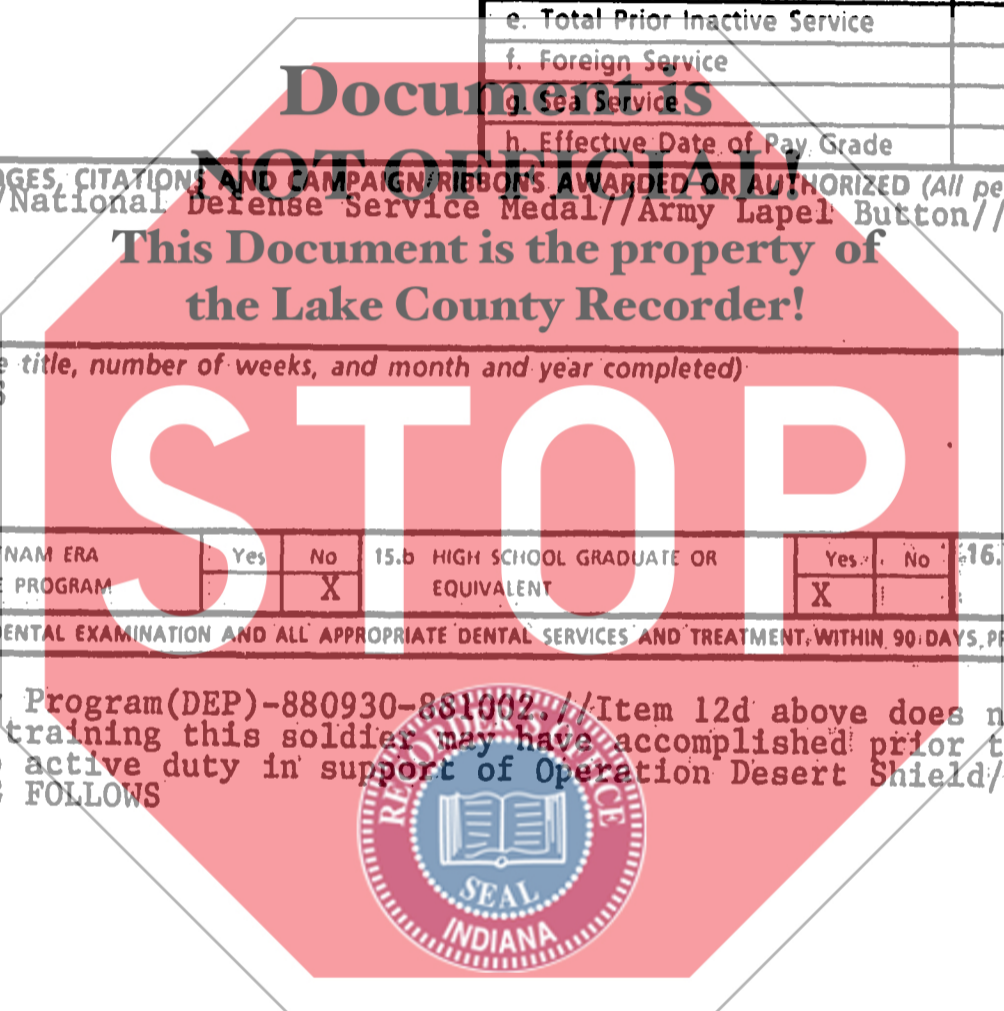 e. Total Prior Inactive Service
f. Foreign Service
g. Sea Service
h. Effective Date of Pay Grade
Document is
NOT OFFICIAL!
This Document is the property of
the Lake County Recorder!
GES, CITATIONS AND CAMPAIGN RIBBONS AWARDED OR AUTHORIZED (All pe
/National Defense Service Medal//Army Lapel Button//
e title, number of weeks, and month and year completed)
STOP
NAM ERA Yes No 15.b HIGH SCHOOL GRADUATE OR Yes No 16.
PROGRAM X EQUIVALENT X
ENTAL EXAMINATION AND ALL APPROPRIATE DENTAL SERVICES AND TREATMENT WITHIN 90 DAYS PR
Program(DEP)-880930-881002.//Item 12d above does n
training this soldier may have accomplished prior t
active duty in support of Operation Desert Shield/
FOLLOWS
RECORDER'S OFFICE
SEAL
INDIANA